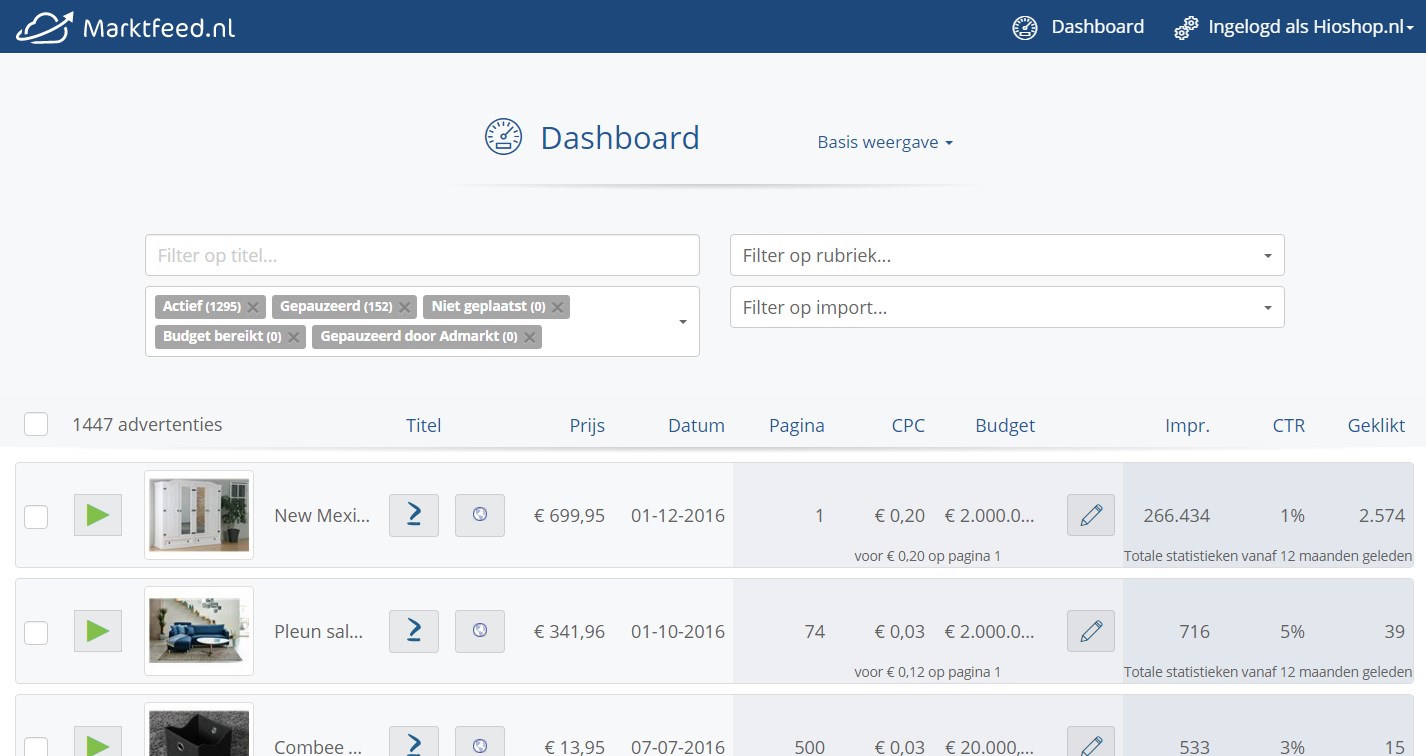 Marktfeed.nl
Dashboard
Ingelogd als Hioshop.nl
Dashboard
Basis weergave
Filter op titel...
Filter op rubriek...
Actief (1295) Gepauzeerd (152) Niet geplaatst (0)
Budget bereikt (0) Gepauzeerd door Admarkt (0)
Filter op import...
1447 advertenties Titel Prijs Datum Pagina CPC Budget Impr. CTR Geklikt
New Mexi... € 699,95 01-12-2016 1 € 0,20 € 2.000.0... 266.434 1% 2.574
voor € 0,20 op pagina 1 Totale statistieken vanaf 12 maanden geleden
Pleun sal... € 341,96 01-10-2016 74 € 0,03 € 2.000.0... 716 5% 39
voor € 0,12 op pagina 1 Totale statistieken vanaf 12 maanden geleden
Combee ... € 13,95 07-07-2016 500 € 0,03 € 20.000,... 533 3% 15